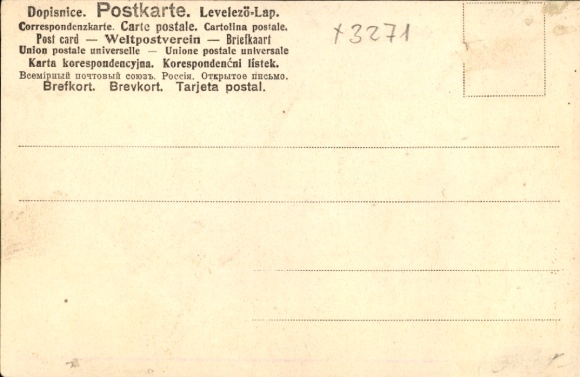 Dopisnice. Postkarte. Levelező-Lap.
Correspondenzkarte. Carte postale. Cartolina postale.
Post card — Weltpostverein — Briefkaart
Union postale universelle — Unione postale universale
Karta korespondencyjna. Korespondenční lístek.
Всемірный почтовый союзъ. Россія. Открытое письмо.
Brefkort. Brevkort. Tarjeta postal.
x3271